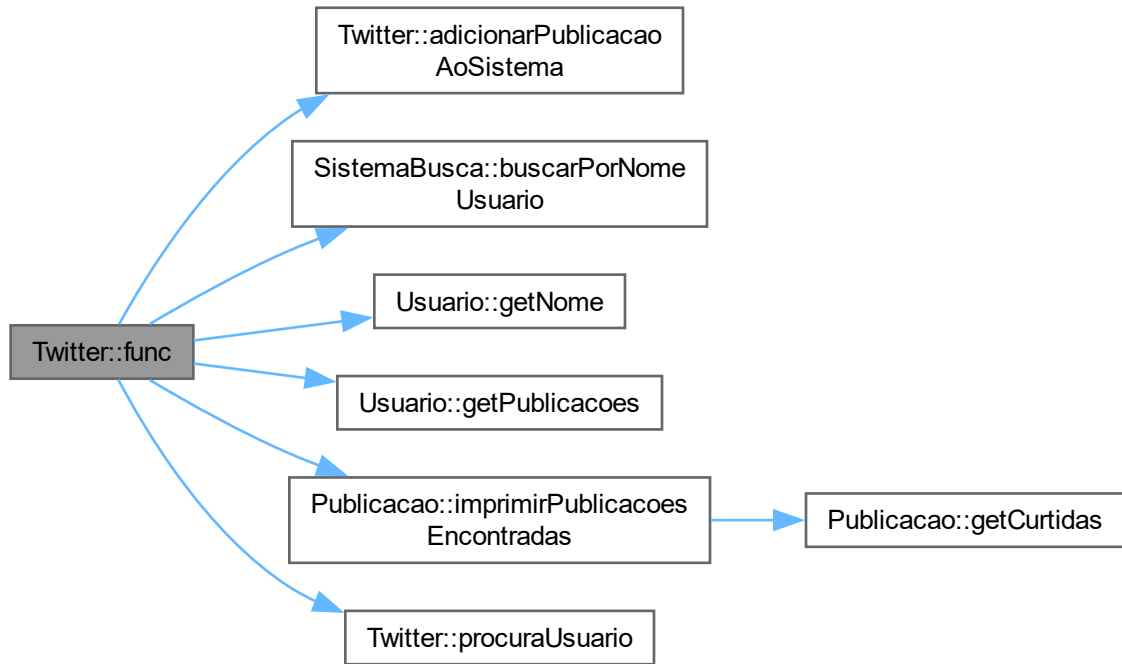 Twitter::adicionarPublicacao
AoSistema
SistemaBusca::buscarPorNome
Usuario
Usuario::getNome
Twitter::func
Usuario::getPublicacoes
Publicacao::imprimirPublicacoes
Encontradas
Publicacao::getCurtidas
Twitter::procuraUsuario